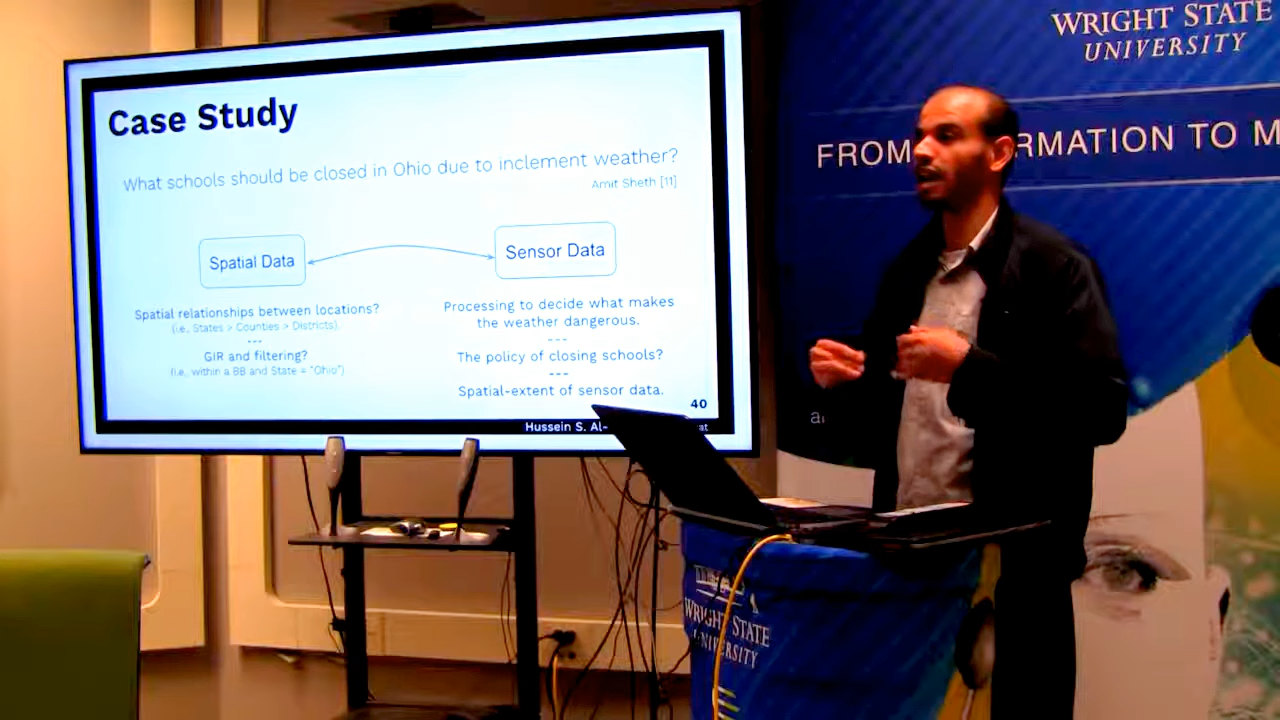 Case Study
What schools should be closed in Ohio due to inclement weather?
Amit Sheth [11]
Spatial Data
Sensor Data
Spatial relationships between locations?
(i.e, States > Counties > Districts).
---
GIR and filtering?
(i.e, within a BB and State = "Ohio")
Processing to decide what makes
the weather dangerous.
---
The policy of closing schools?
---
Spatial-extent of sensor data.
40
Hussein S. Al-
WRIGHT STATE
UNIVERSITY
FROM RMATION TO M
WRIGHT STATE
UNIVERSITY